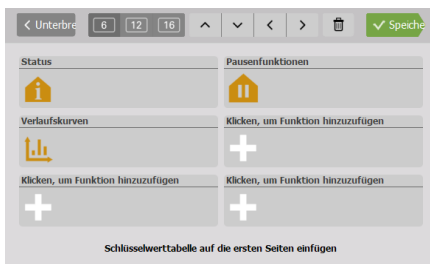 Unterbre 6 12 16 Speiche
Status Pausenfunktionen
Verlaufskurven Klicken, um Funktion hinzuzufügen
Klicken, um Funktion hinzuzufügen Klicken, um Funktion hinzuzufügen
Schlüsselwerttabelle auf die ersten Seiten einfügen